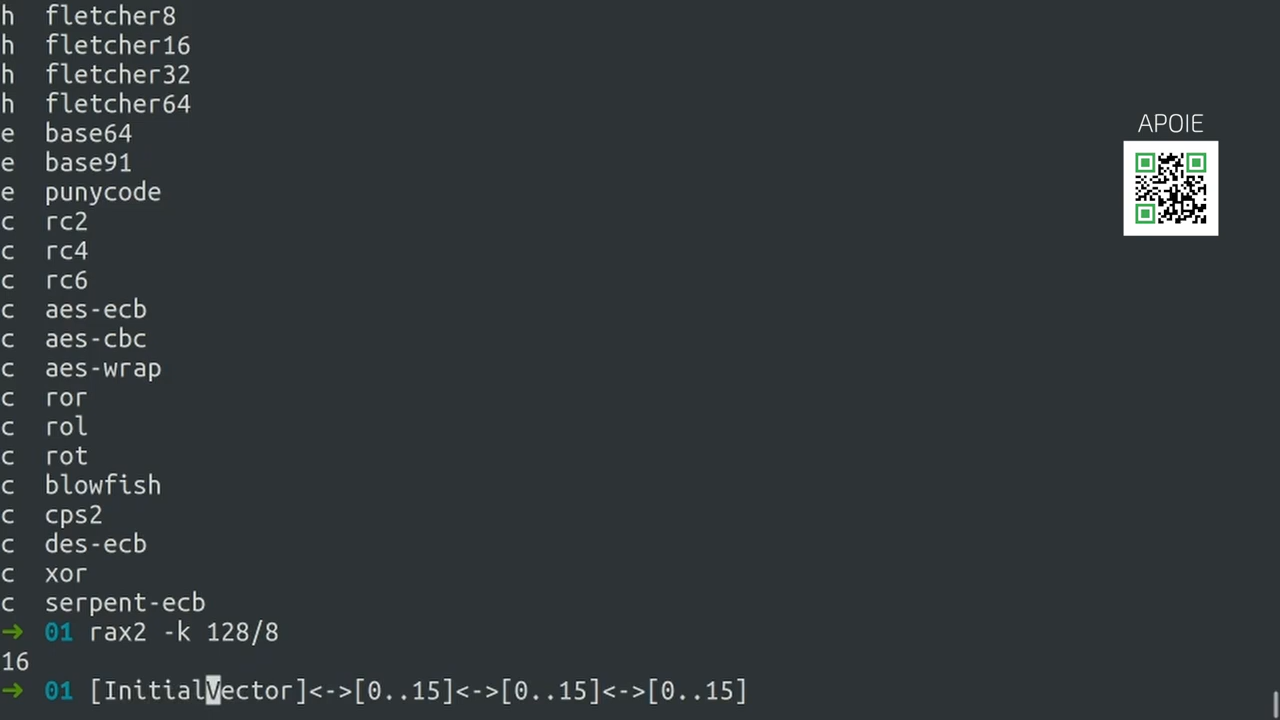 h  fletcher8
h  fletcher16
h  fletcher32
h  fletcher64
e  base64
e  base91
e  punycode
c  rc2
c  rc4
c  rc6
c  aes-ecb
c  aes-cbc
c  aes-wrap
c  ror
c  rol
c  rot
c  blowfish
c  cps2
c  des-ecb
c  xor
c  serpent-ecb
➜  01 rax2 -k 128/8
16
➜  01 [InitialVector]<->[0..15]<->[0..15]<->[0..15]
APOIE